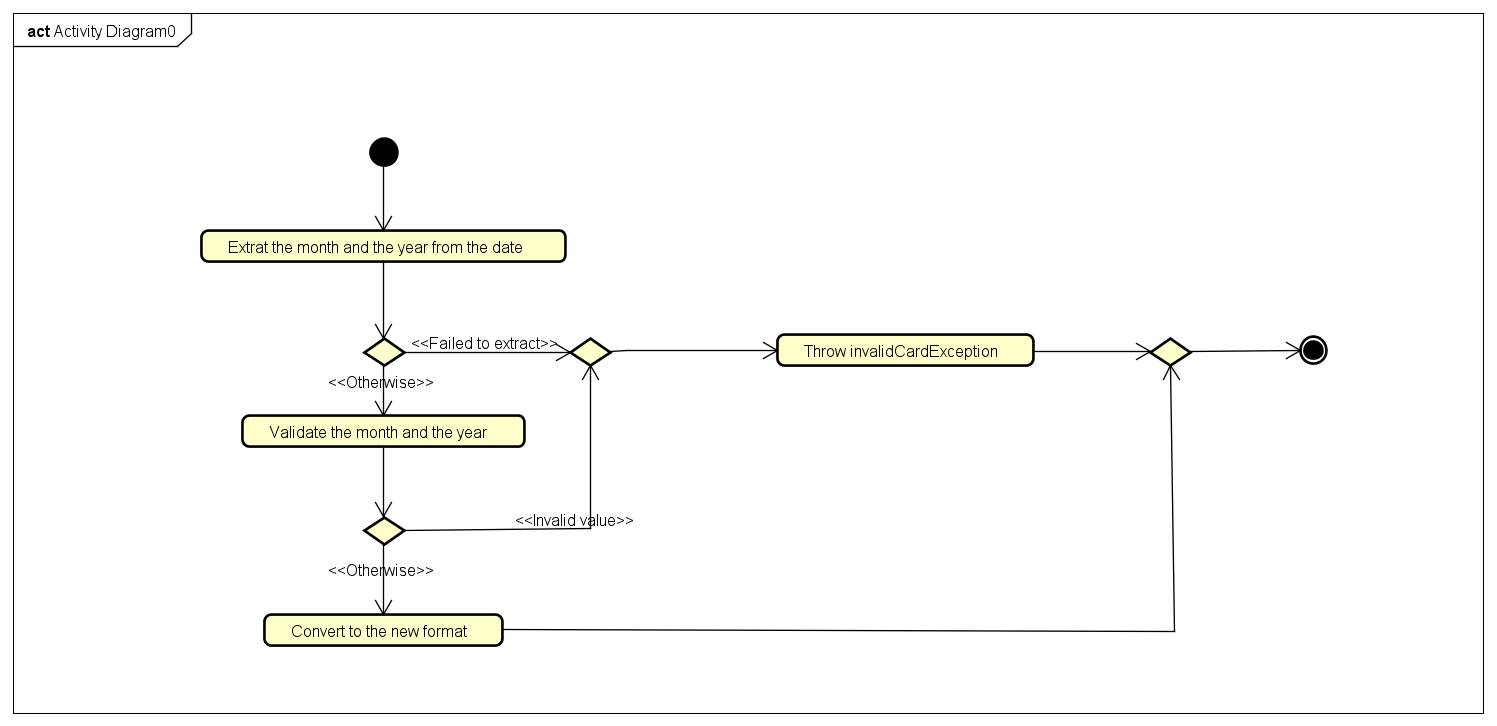 act Activity Diagram0
Extrat the month and the year from the date
<<Failed to extract>>
Throw invalidCardException
<<Otherwise>>
Validate the month and the year
<<Invalid value>>
<<Otherwise>>
Convert to the new format